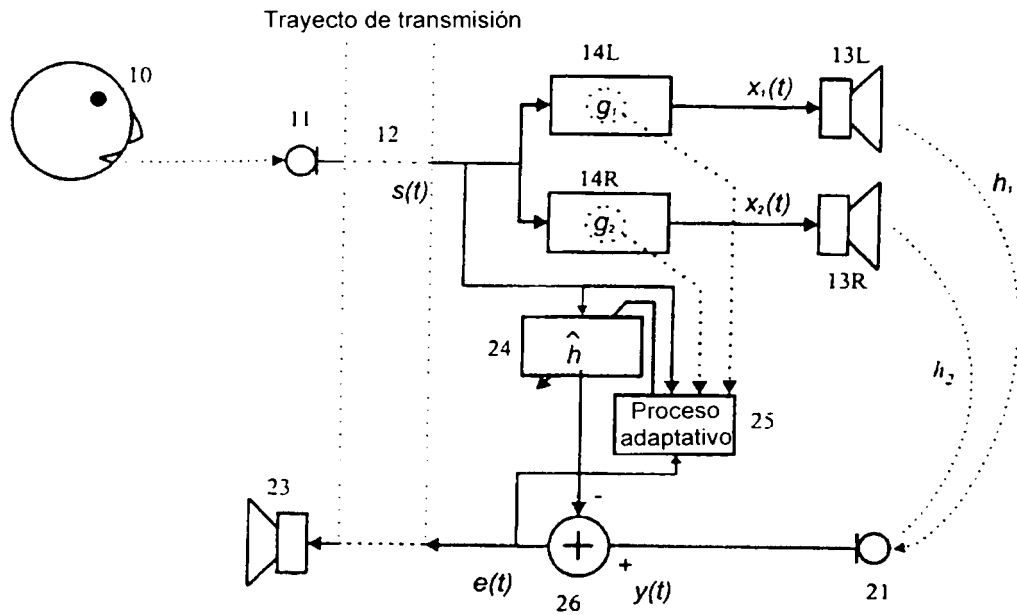 Trayecto de transmisión
10
11
12
s(t)
14L
g₁
x₁(t)
13L
14R
g₂
x₂(t)
13R
h₁
h₂
24
ĥ
Proceso
adaptativo
25
-
23
e(t)
+
26
+
y(t)
21